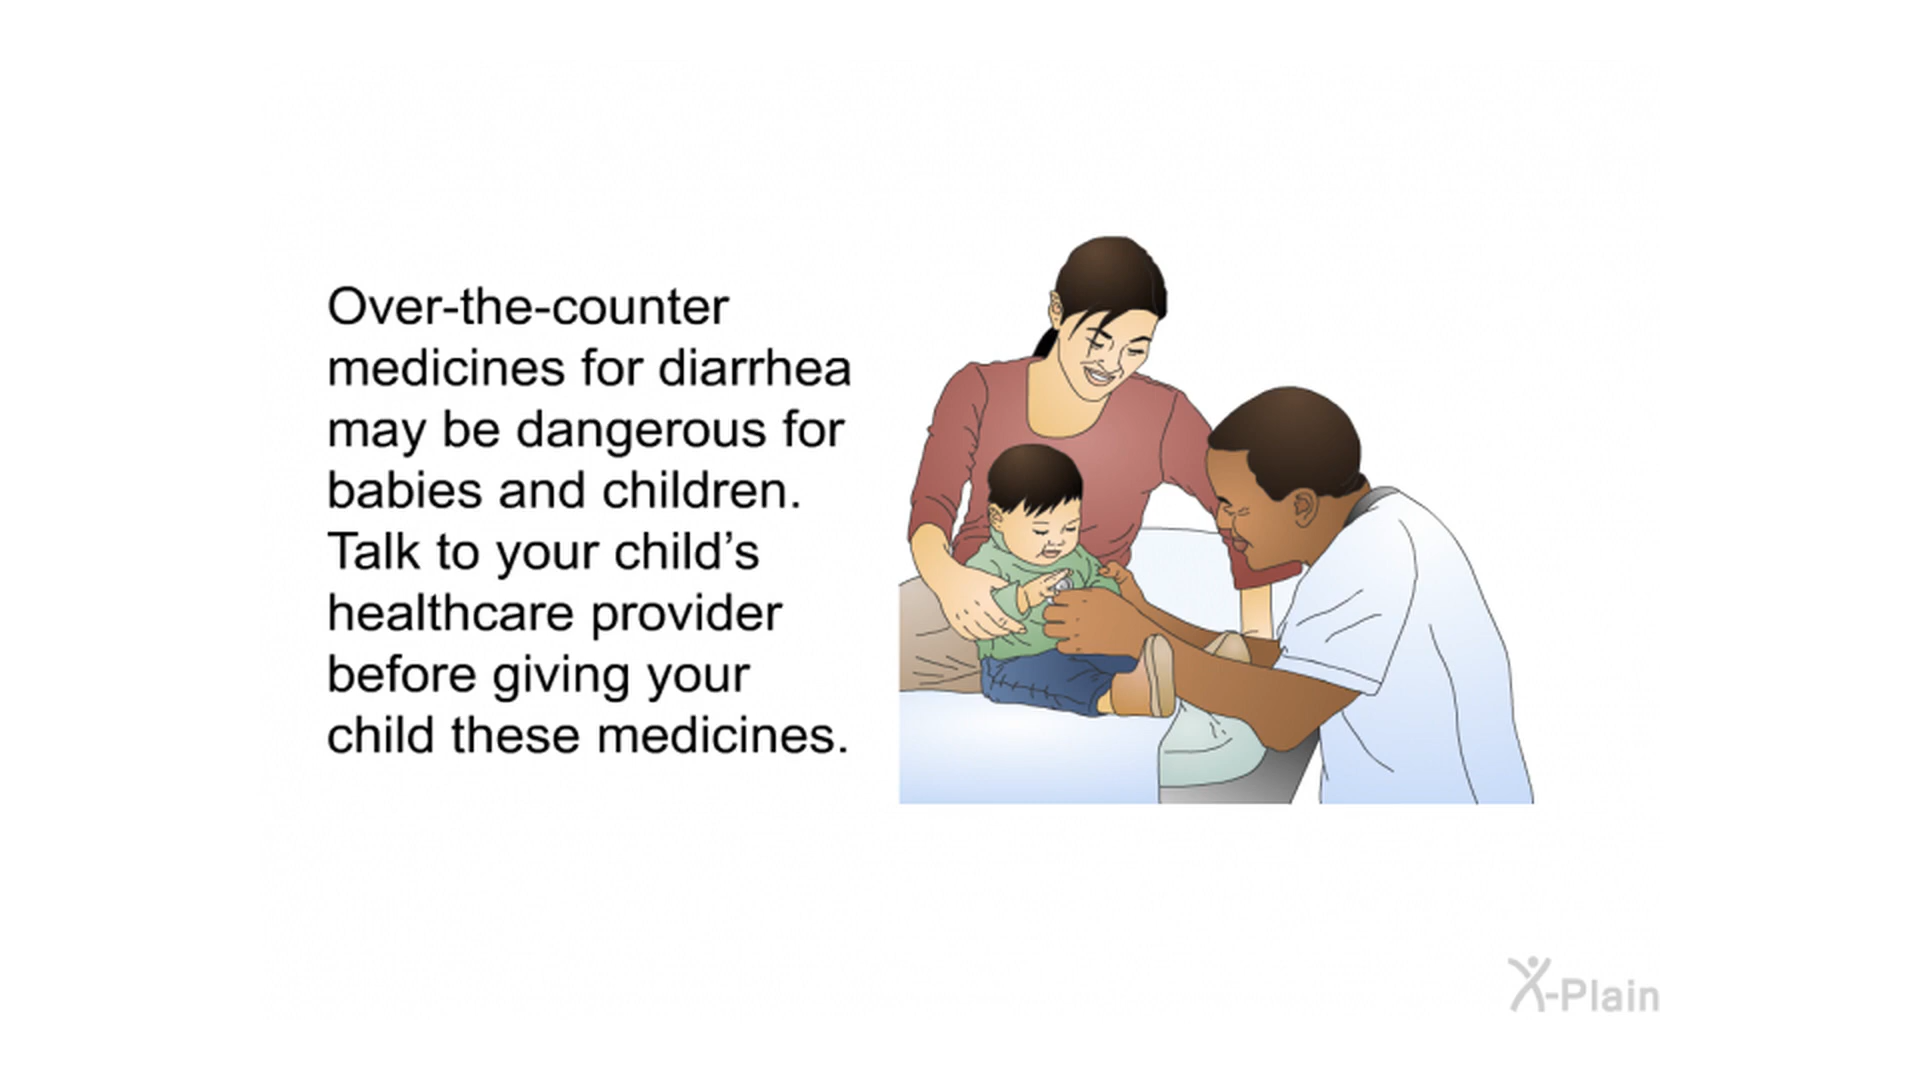 Over-the-counter
medicines for diarrhea
may be dangerous for
babies and children.
Talk to your child’s
healthcare provider
before giving your
child these medicines.
X-Plain